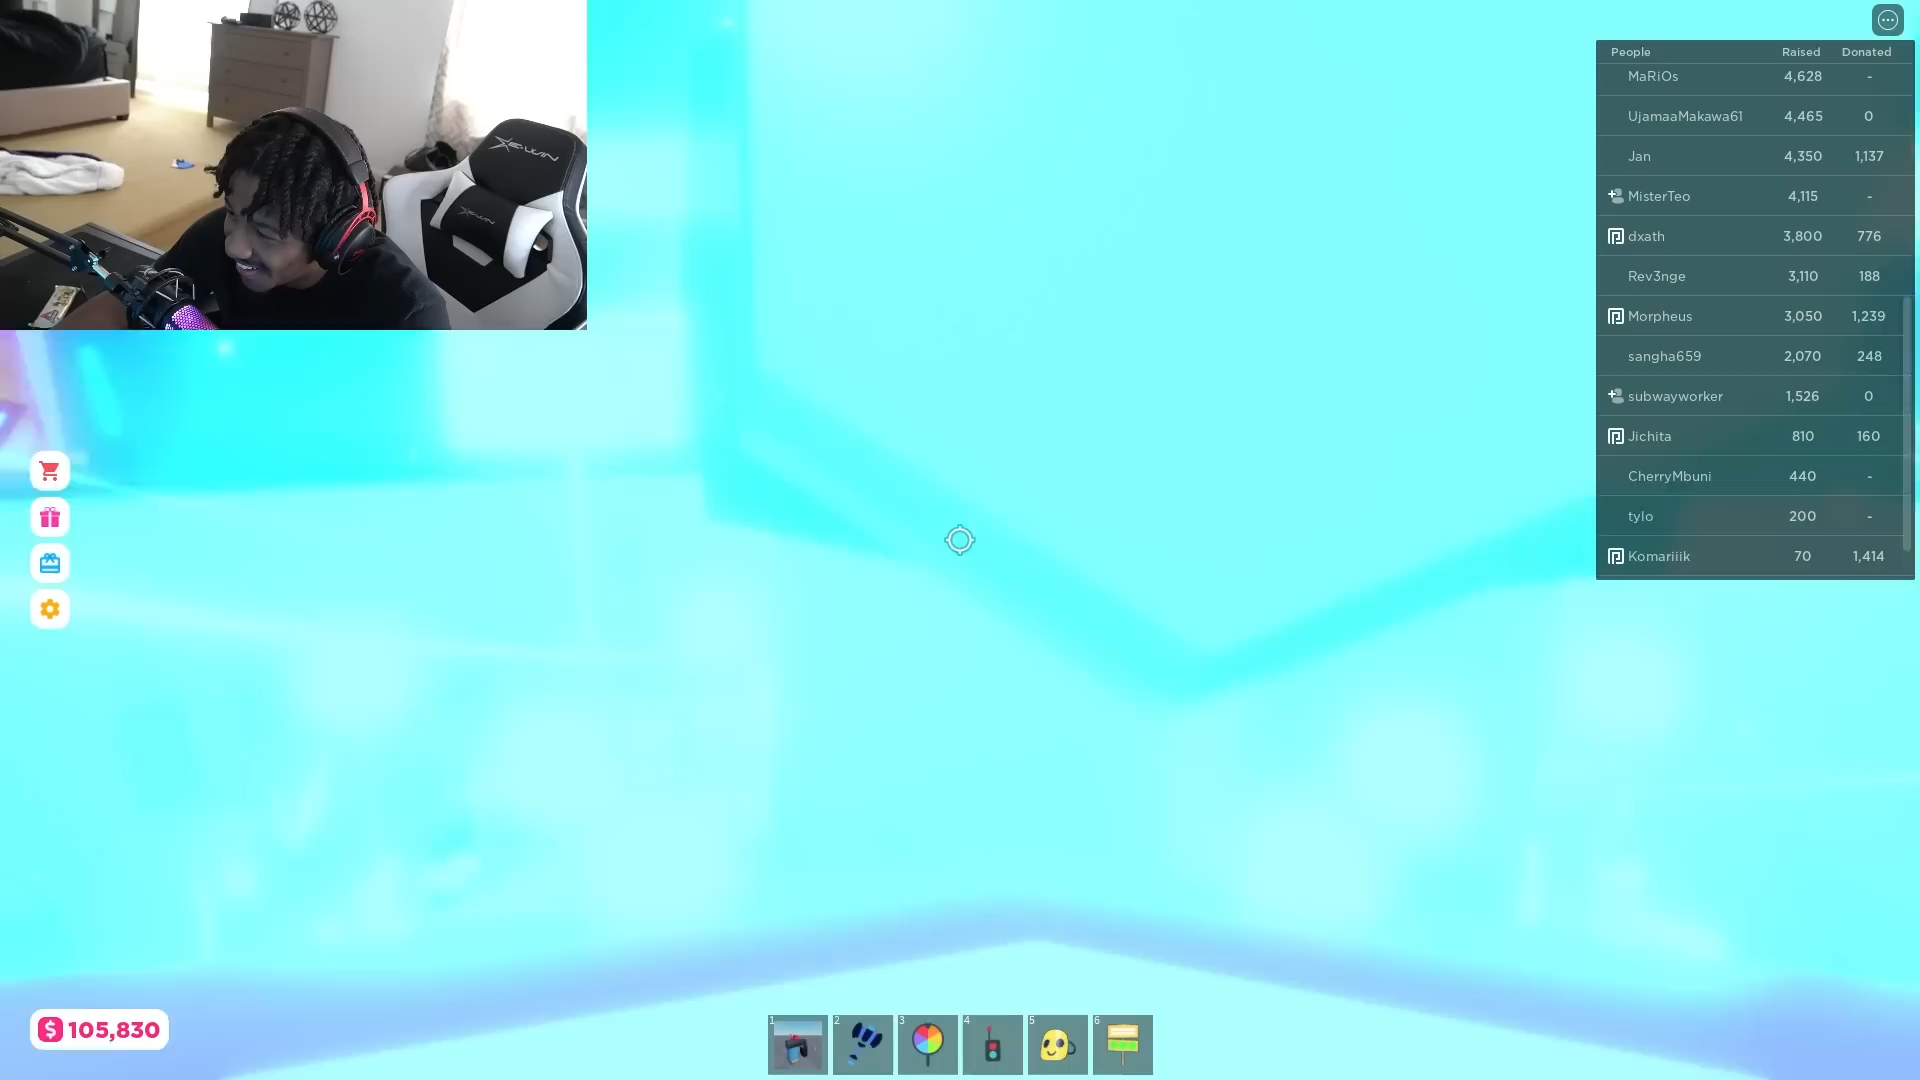 E-WIN
E-WIN
People Raised Donated
MaRiOs 4,628 -
UjamaaMakawa61 4,465 0
Jan 4,350 1,137
MisterTeo 4,115 -
dxath 3,800 776
Rev3nge 3,110 188
Morpheus 3,050 1,239
sangha659 2,070 248
subwayworker 1,526 0
Jichita 810 160
CherryMbuni 440 -
tylo 200 -
Komariiik 70 1,414
$ 105,830
1 2 3 4 5 6